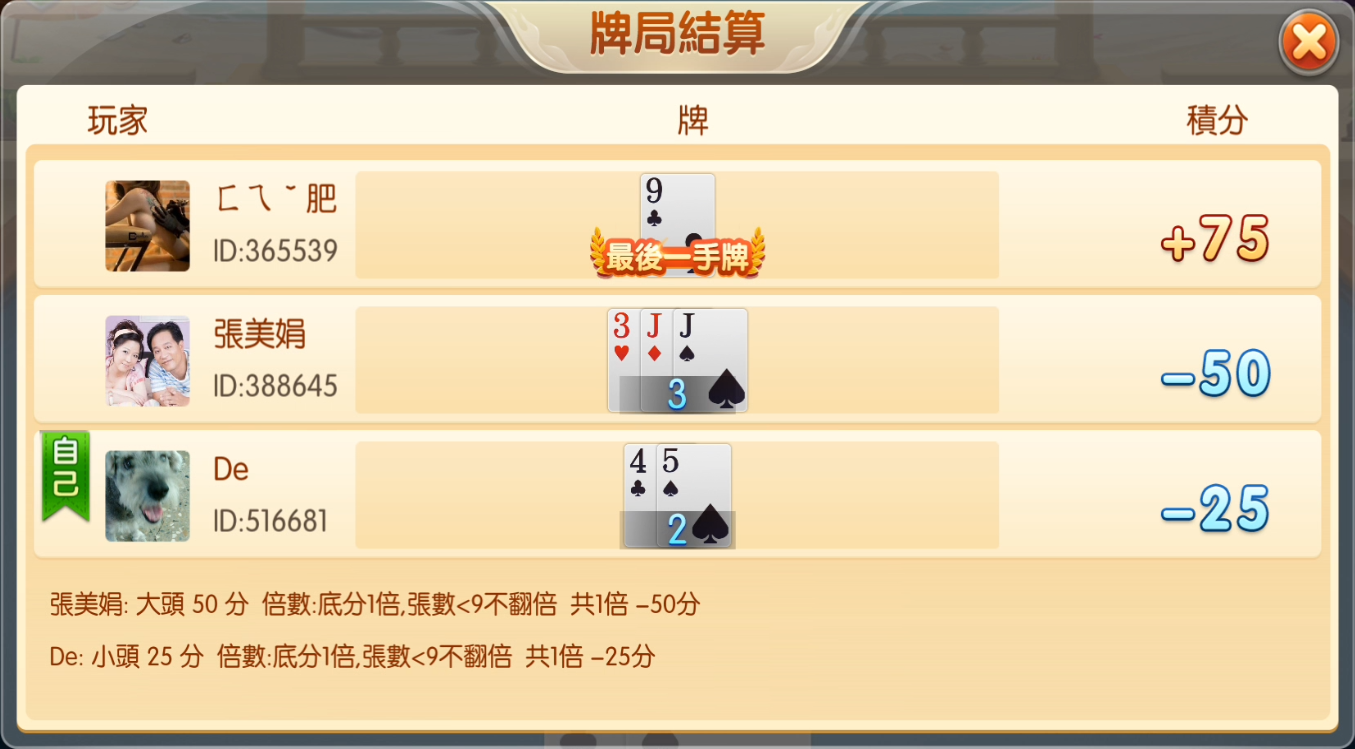 牌局結算
玩家 牌 積分
ㄈㄟˇ肥
ID:365539
9
最後一手牌
+75
張美娟
ID:388645
3 J J
3
-50
自己
De
ID:516681
4 5
2
-25
張美娟: 大頭 50 分 倍數:底分1倍,張數<9不翻倍 共1倍 -50分
De: 小頭 25 分 倍數:底分1倍,張數<9不翻倍 共1倍 -25分